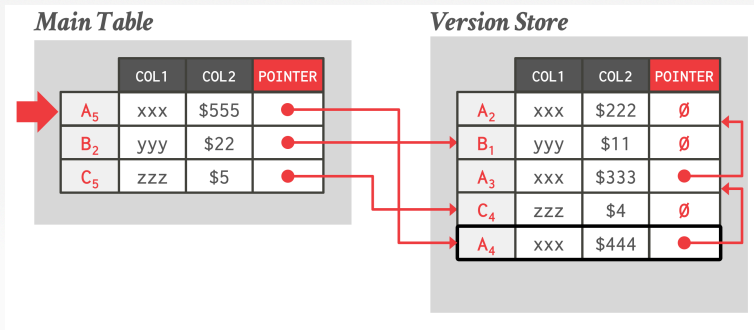 Main Table
COL1 COL2 POINTER
A5 xxx $555
B2 yyy $22
C5 zzz $5
Version Store
COL1 COL2 POINTER
A2 xxx $222 Ø
B1 yyy $11 Ø
A3 xxx $333
C4 zzz $4 Ø
A4 xxx $444